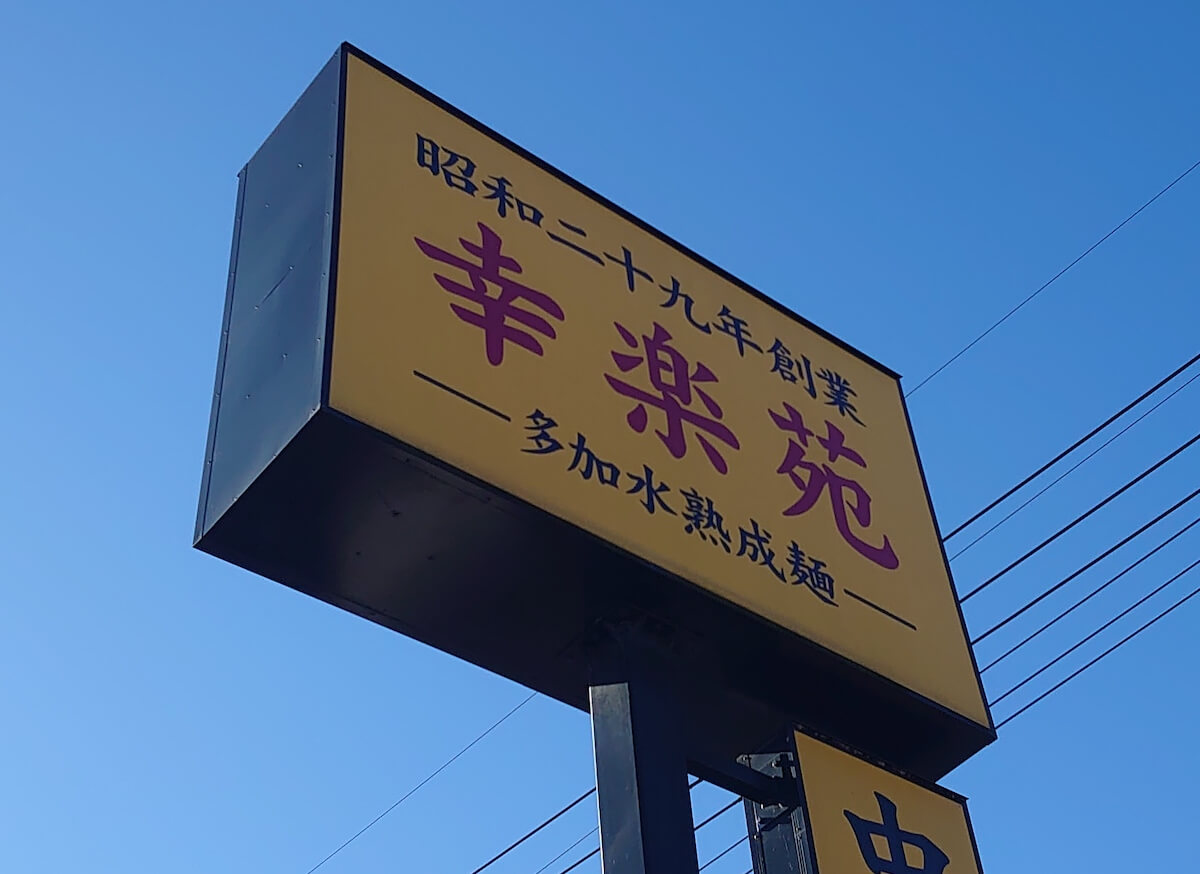 昭和二十九年創業
幸楽苑
多加水熟成麺
中